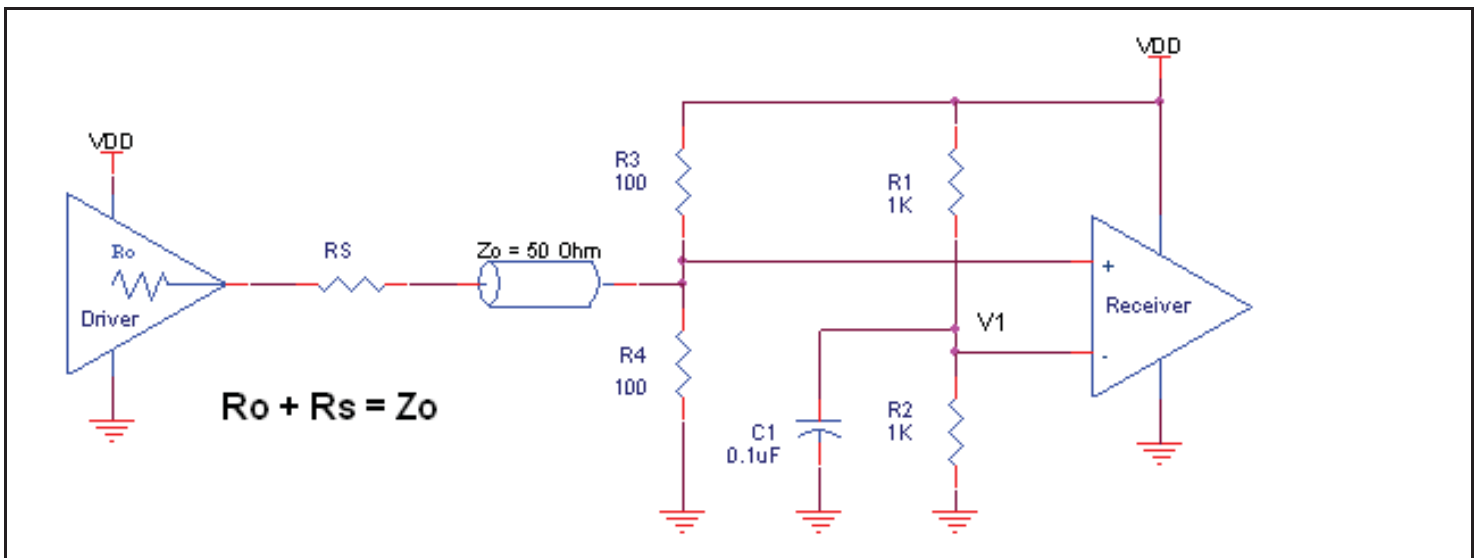 VDD
VDD
R3
100
R1
1K
Ro
RS
Zo = 50 Ohm
+
Driver
Receiver
V1
R4
100
-
Ro + Rs = Zo
C1
0.1uF
R2
1K